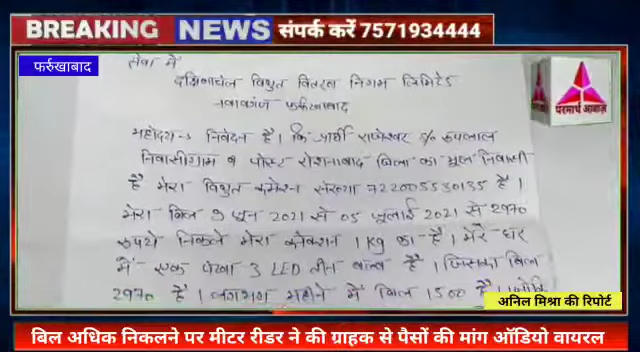 BREAKING NEWS संपर्क करें 7571934444
फर्रुखाबाद
सेवा में
दक्षिणांचल विधुत वितरण निगम लिमिटेड
नवाबगंज फर्रुखाबाद
परमार्थ आवाज
महोदय निवेदन है। कि प्रार्थी राजेश्वर S/o रूपलाल
निवासी ग्राम व पोस्ट रोशनाबाद जिला का मूल निवासी
है मेरा विधुत कनेक्शन संख्या 722005530135 है।
मेरा बिल 9 जून 2021 से 05 जुलाई 2021 से 2970
रुपये निकले मेरा कनेक्शन 1 Kg का है। मेरे घर
में एक पंखा 3 LED तीन बल्ब है। जिसका बिल
2970 है। लगभग महीने में बिल 1500 है।
अनिल मिश्रा की रिपोर्ट
बिल अधिक निकलने पर मीटर रीडर ने की ग्राहक से पैसों की मांग ऑडियो वायरल